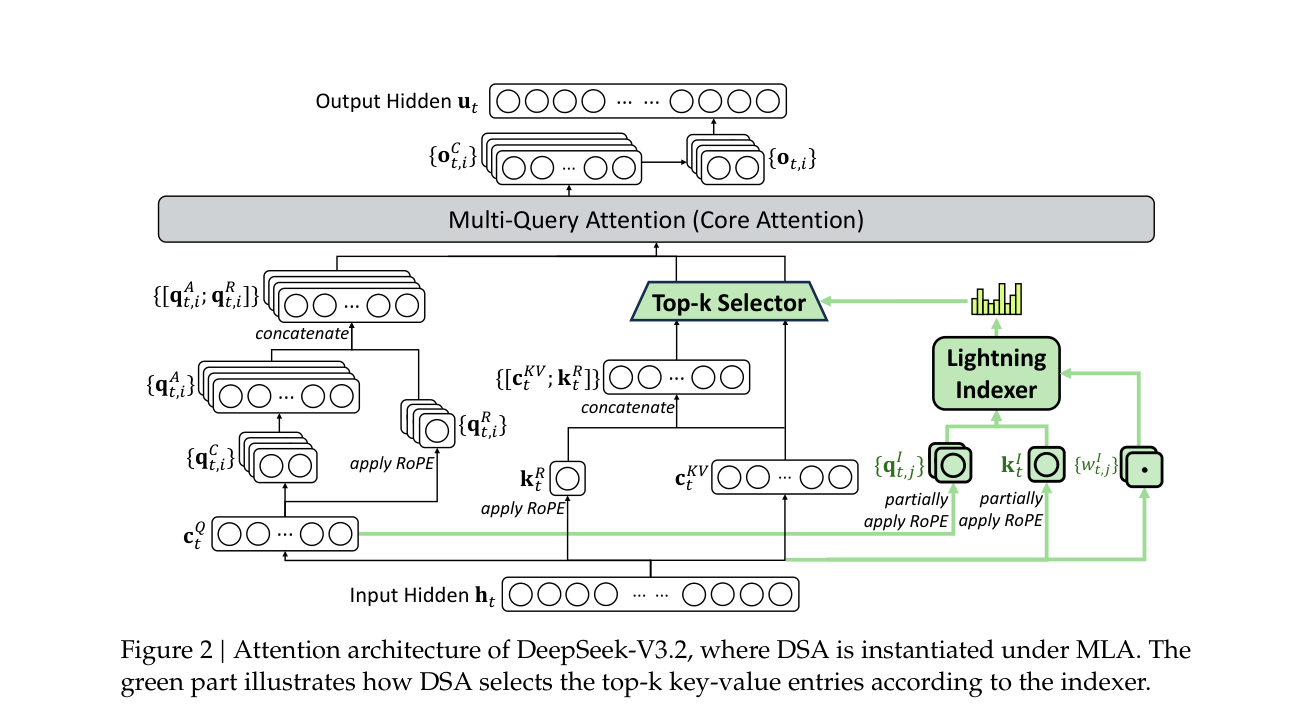 Output Hidden 𝐮ₜ
··· ···
{𝐨^C_{t,i}}
···
{𝐨_{t,i}}
Multi-Query Attention (Core Attention)
{[𝐪^A_{t,i}; 𝐪^R_{t,i}]}
···
concatenate
Top-k Selector
Lightning
Indexer
{𝐪^A_{t,i}}
···
{[𝐜^{KV}_t; 𝐤^R_t]}
···
concatenate
{𝐪^R_{t,i}}
{𝐪^C_{t,i}}
apply RoPE
𝐤^R_t
apply RoPE
𝐜^{KV}_t
···
{𝐪^I_{t,j}}
partially
apply RoPE
𝐤^I_t
partially
apply RoPE
{w^I_{t,j}}
𝐜^Q_t
···
Input Hidden 𝐡ₜ
··· ···
Figure 2 | Attention architecture of DeepSeek-V3.2, where DSA is instantiated under MLA. The
green part illustrates how DSA selects the top-k key-value entries according to the indexer.